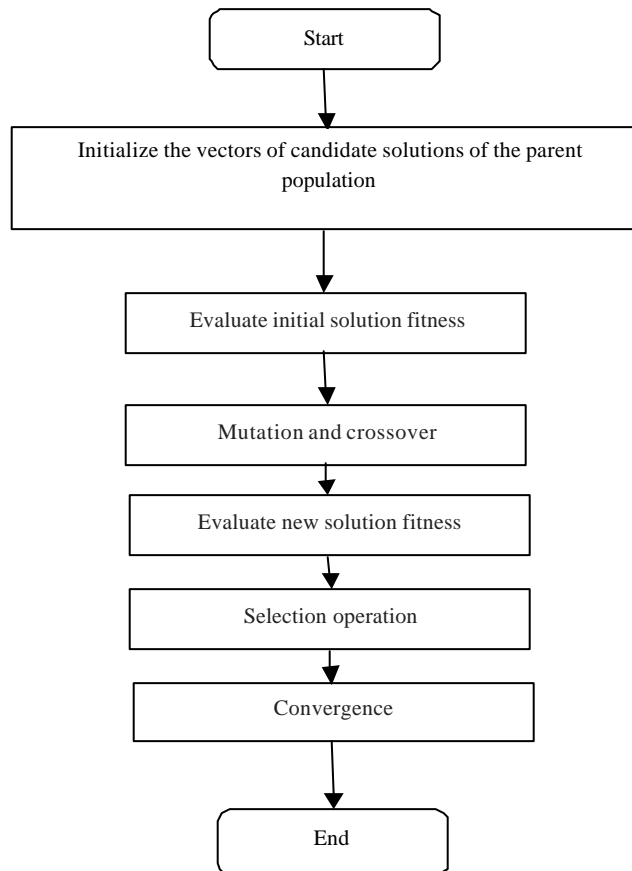 Start
Initialize the vectors of candidate solutions of the parent
population
Evaluate initial solution fitness
Mutation and crossover
Evaluate new solution fitness
Selection operation
Convergence
End